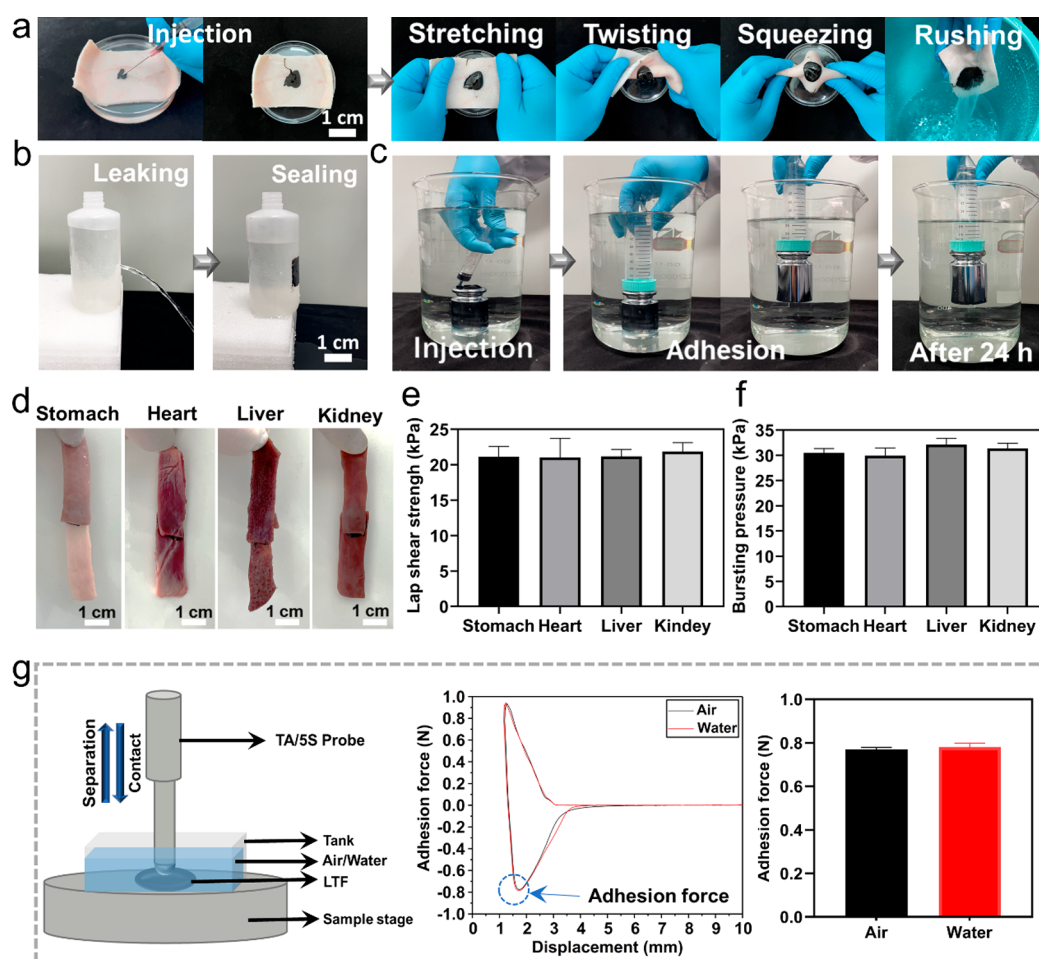 a
Injection
1 cm
Stretching
Twisting
Squeezing
Rushing
b
Leaking
Sealing
1 cm
c
Injection
Adhesion
After 24 h
d
Stomach Heart Liver Kidney
1 cm 1 cm 1 cm 1 cm
e
Lap shear strengh (kPa)
25
20
15
10
5
0
Stomach Heart Liver Kindey
f
Bursting pressure (kPa)
35
30
25
20
15
10
5
0
Stomach Heart Liver Kidney
g
Separation
Contact
TA/5S Probe
Tank
Air/Water
LTF
Sample stage
Adhesion force (N)
1.0
0.8
0.6
0.4
0.2
0.0
-0.2
-0.4
-0.6
-0.8
-1.0
Air
Water
Adhesion force
0 1 2 3 4 5 6 7 8 9 10
Displacement (mm)
Adhesion force (N)
1.0
0.8
0.6
0.4
0.2
0.0
Air Water